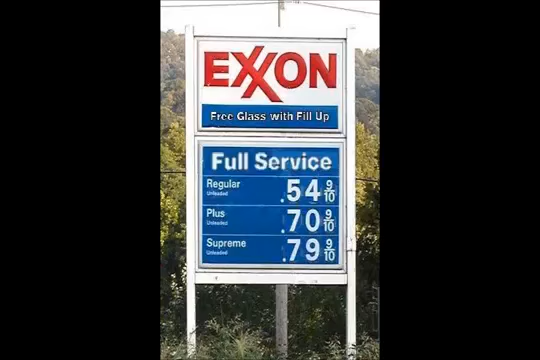 EXXON
Free Glass with Fill Up
Full Service
Regular
Unleaded
.54 9/10
Plus
Unleaded
.70 9/10
Supreme
Unleaded
.79 9/10